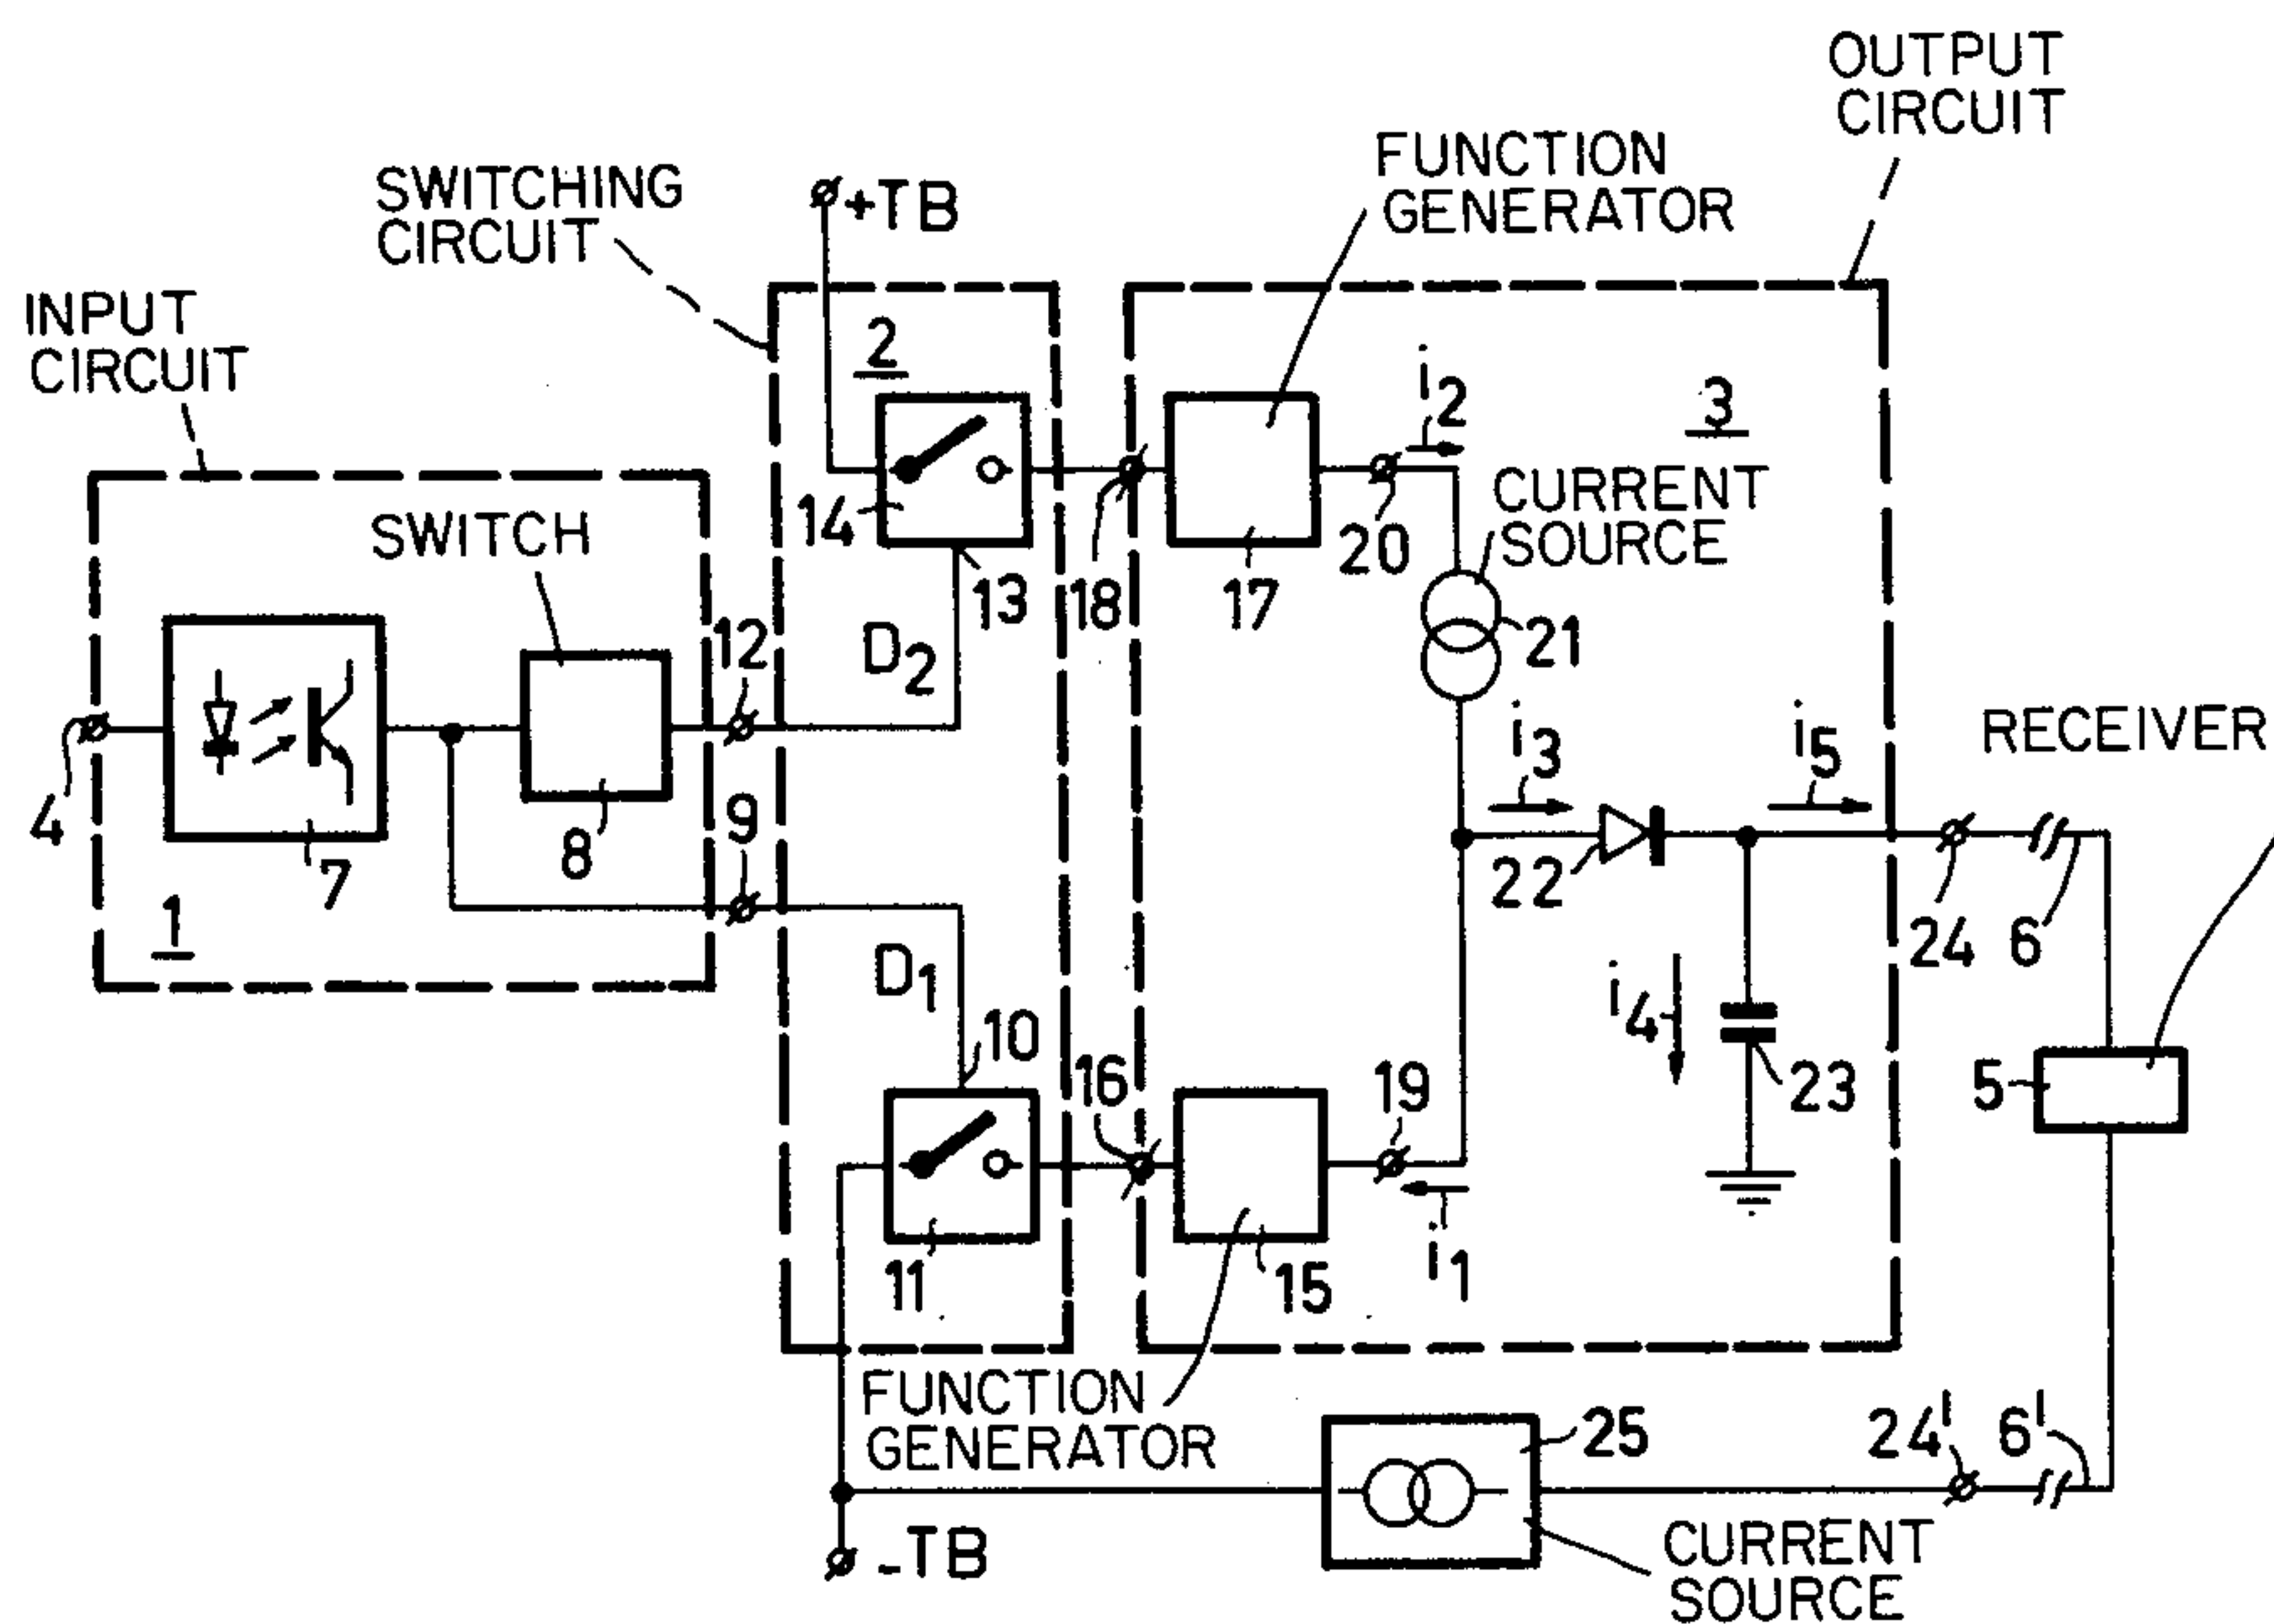 OUTPUT
CIRCUIT
FUNCTION
GENERATOR
SWITCHING
CIRCUIT
+TB
INPUT
CIRCUIT
2
i2
3
CURRENT
SOURCE
SWITCH
14
13
18
17
20
21
12
D2
i3
i5
RECEIVER
4
7
8
9
22
24
6
1
D1
i4
10
16
19
23
5
11
15
i1
FUNCTION
GENERATOR
25
24'
6'
-TB
CURRENT
SOURCE